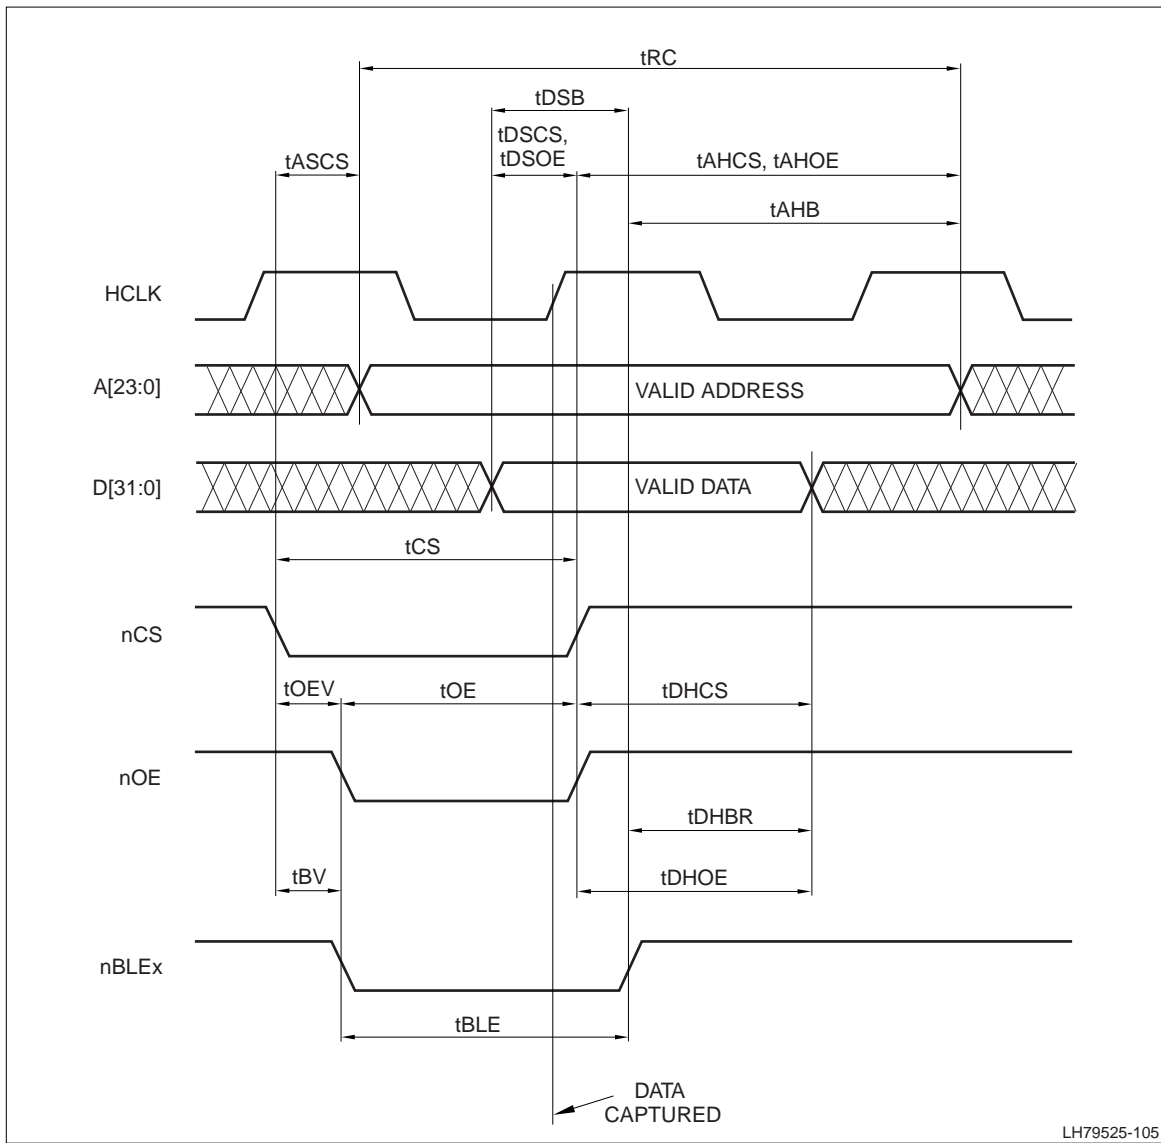 tRC
tDSB
tDSCS,
tDSOE
tASCS
tAHCS, tAHOE
tAHB
HCLK
A[23:0]
VALID ADDRESS
D[31:0]
VALID DATA
tCS
nCS
tOEV
tOE
tDHCS
nOE
tDHBR
tBV
tDHOE
nBLEx
tBLE
DATA
CAPTURED
LH79525-105